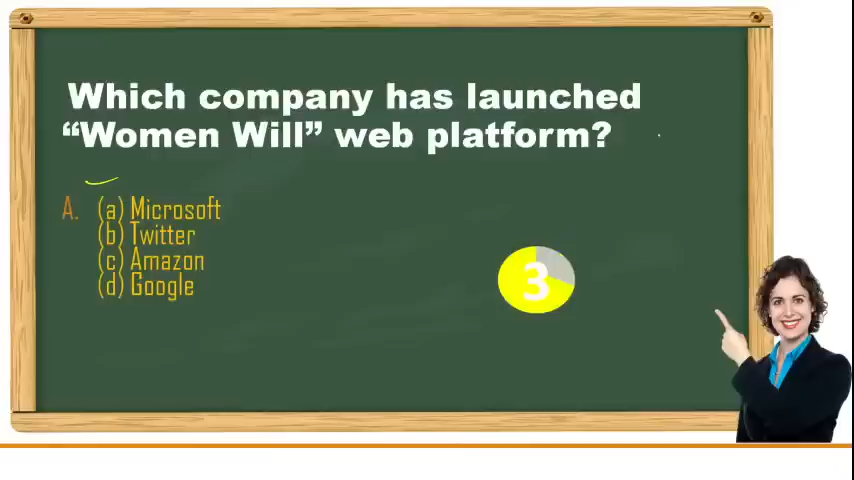 Which company has launched
“Women Will” web platform?
A. (a) Microsoft
(b) Twitter
(c) Amazon
(d) Google
3